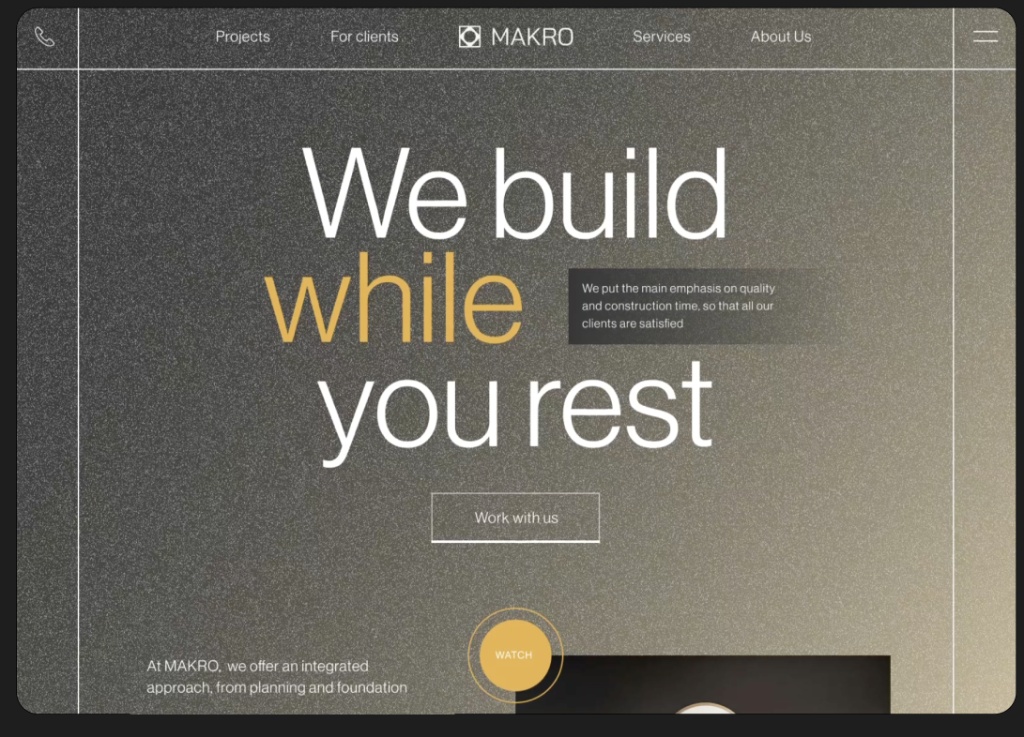 Projects
For clients
MAKRO
Services
About Us
We build
while
We put the main emphasis on quality
and construction time, so that all our
clients are satisfied
you rest
Work with us
WATCH
At MAKRO, we offer an integrated
approach, from planning and foundation